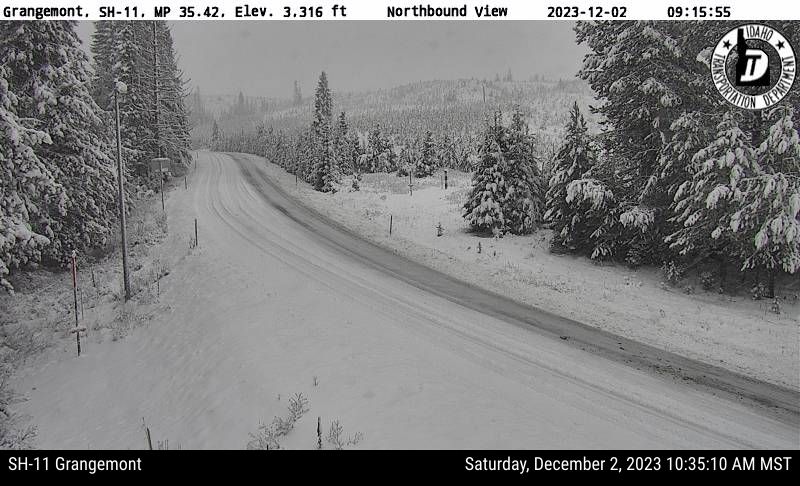 Grangemont, SH-11, MP 35.42, Elev. 3,316 ft Northbound View 2023-12-02 09:15:55
IDAHO
TRANSPORTATION DEPARTMENT
SH-11 Grangemont Saturday, December 2, 2023 10:35:10 AM MST